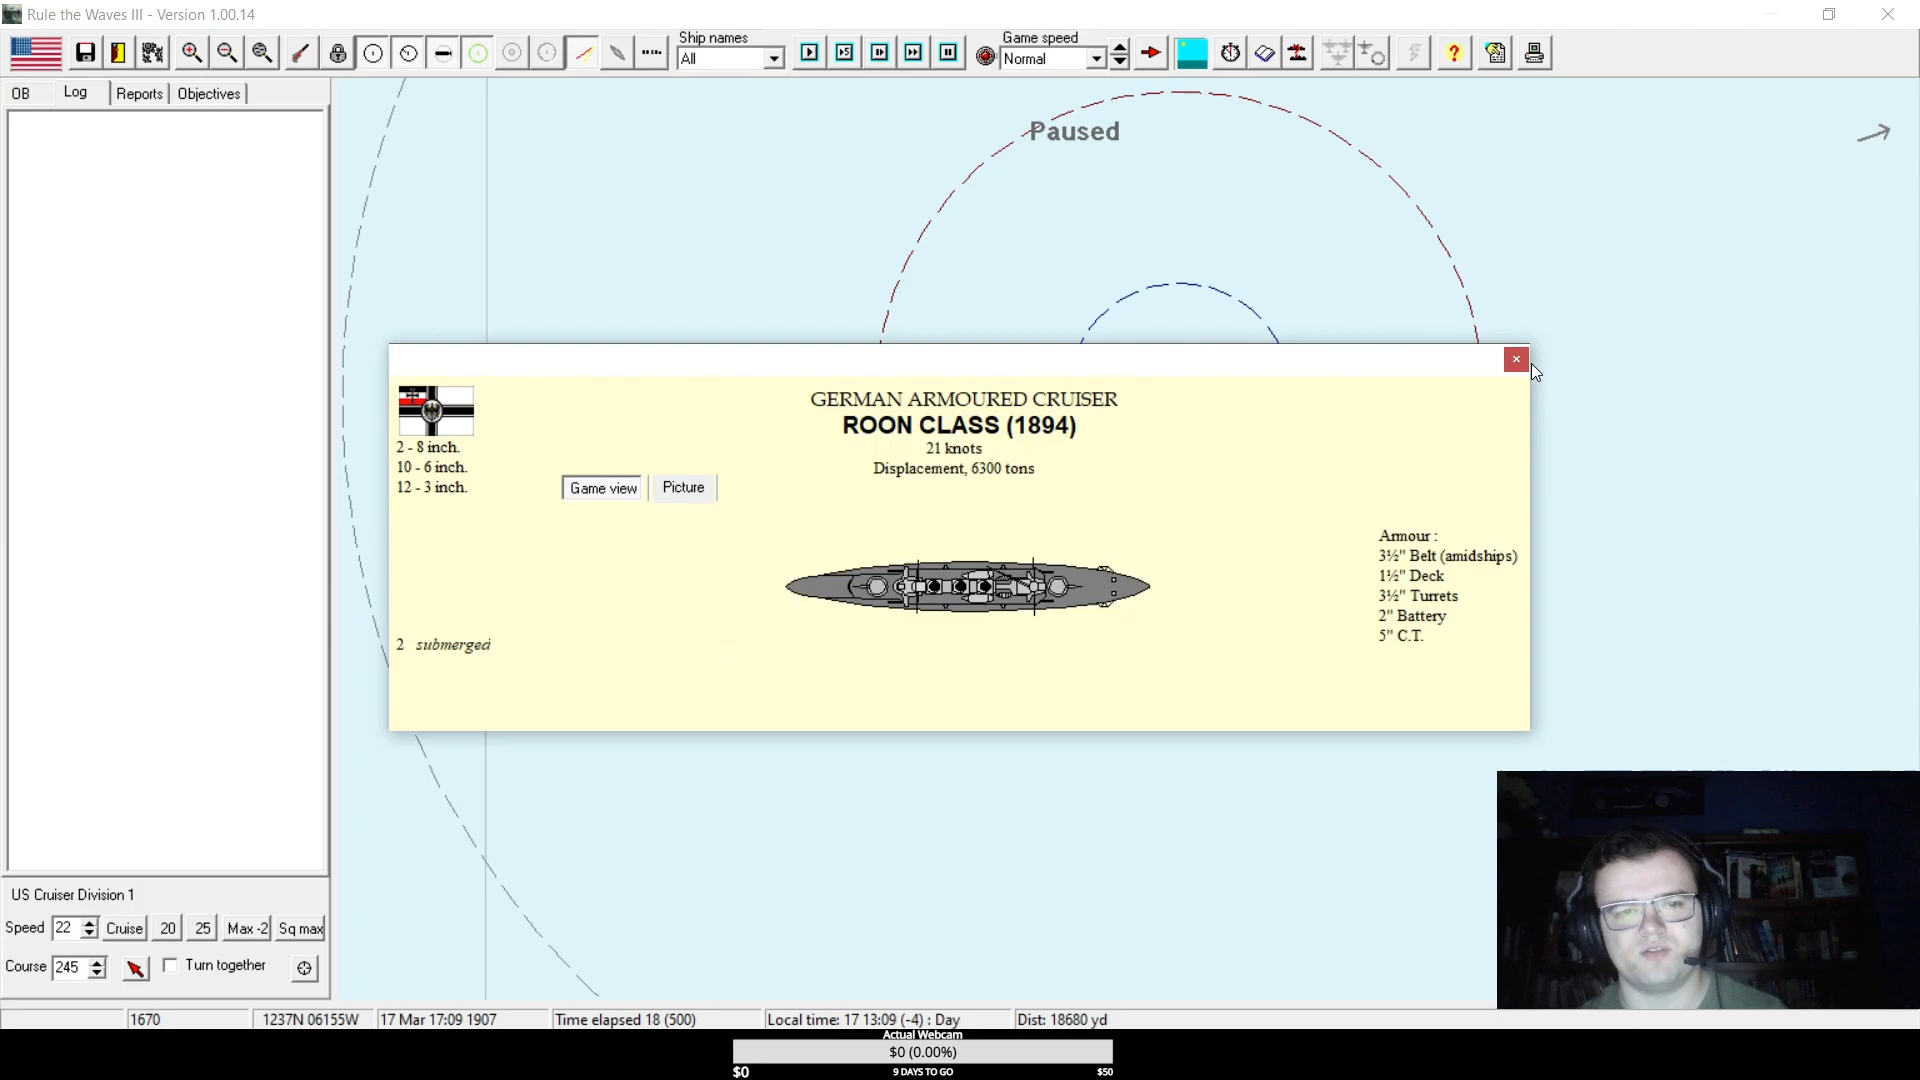 Rule the Waves III - Version 1.00.14
Ship names
All
Game speed
Normal
OB
Log
Reports
Objectives
Paused
GERMAN ARMOURED CRUISER
ROON CLASS (1894)
21 knots
Displacement, 6300 tons
2 - 8 inch.
10 - 6 inch.
12 - 3 inch.
Game view
Picture
Armour :
3½" Belt (amidships)
1½" Deck
3½" Turrets
2" Battery
5" C.T.
2 submerged
US Cruiser Division 1
Speed 22 Cruise 20 25 Max -2 Sq max
Course 245 Turn together
1670 1237N 06155W 17 Mar 17:09 1907 Time elapsed 18 (500) Local time: 17 13:09 (-4) : Day Dist: 18680 yd
Actual Webcam
$0 (0.00%)
$0 9 DAYS TO GO $50